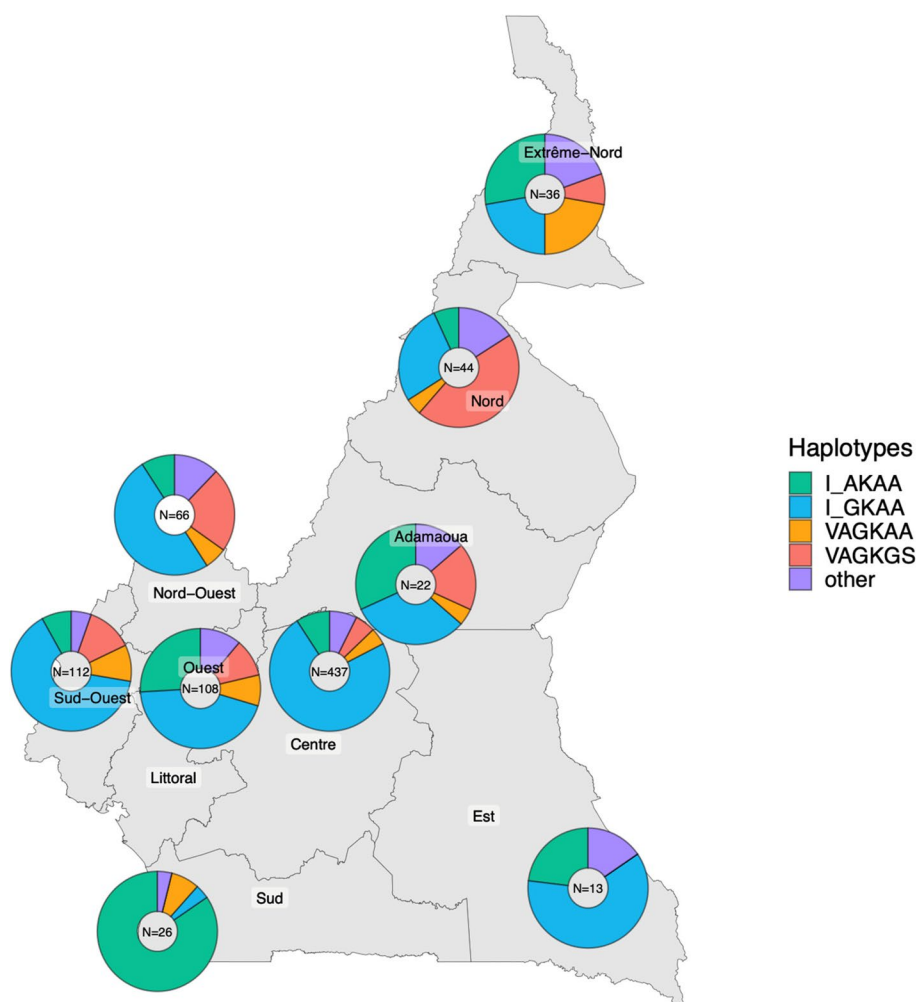 Extrême−Nord
N=36
N=44
Nord
Haplotypes
I_AKAA
I_GKAA
VAGKAA
VAGKGS
other
N=66
Nord−Ouest
Adamaoua
N=22
N=112
Sud−Ouest
Ouest
N=108
N=437
Centre
Littoral
Est
N=13
Sud
N=26